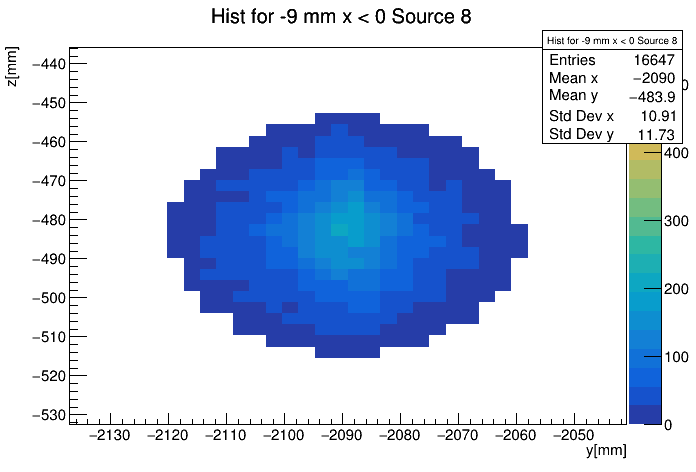 Hist for -9 mm x < 0 Source 8
Hist for -9 mm x < 0 Source 8
Entries 16647
Mean x −2090
Mean y −483.9
Std Dev x 10.91
Std Dev y 11.73
z[mm]
−440
−450
−460
−470
−480
−490
−500
−510
−520
−530
−2130 −2120 −2110 −2100 −2090 −2080 −2070 −2060 −2050
y[mm]
0
400
300
200
100
0